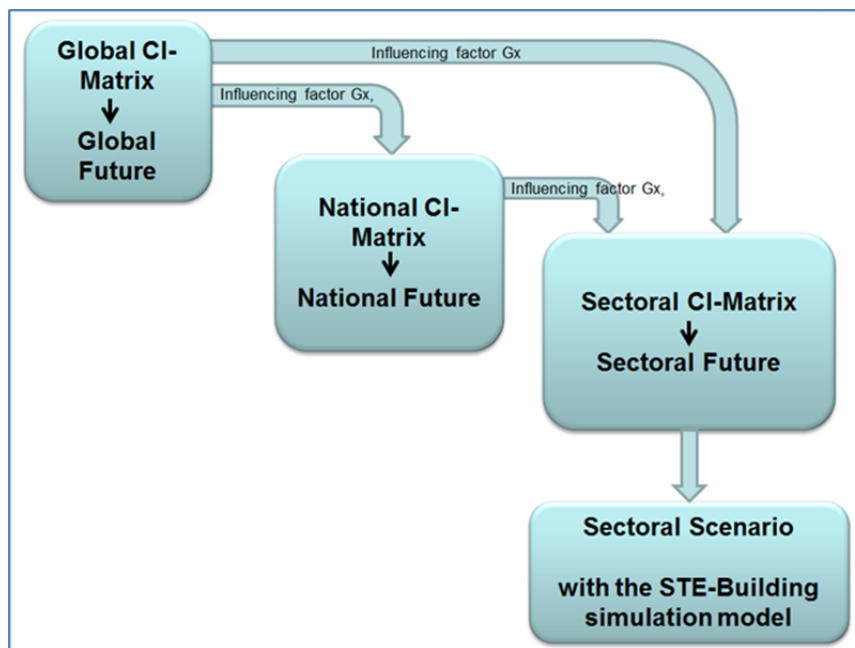 Global CI-
Matrix
Global
Future
Influencing factor Gx
Influencing factor Gx,
National CI-
Matrix
National Future
Influencing factor Gx,
Sectoral CI-Matrix
Sectoral Future
Sectoral Scenario
with the STE-Building
simulation model